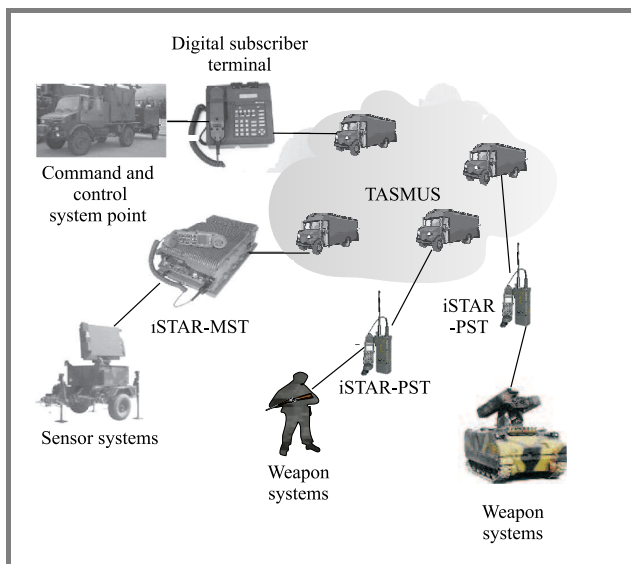 Digital subscriber
terminal
Command and
control
system point
TASMUS
iSTAR-MST
iSTAR
-PST
iSTAR-PST
Sensor systems
Weapon
systems
Weapon
systems